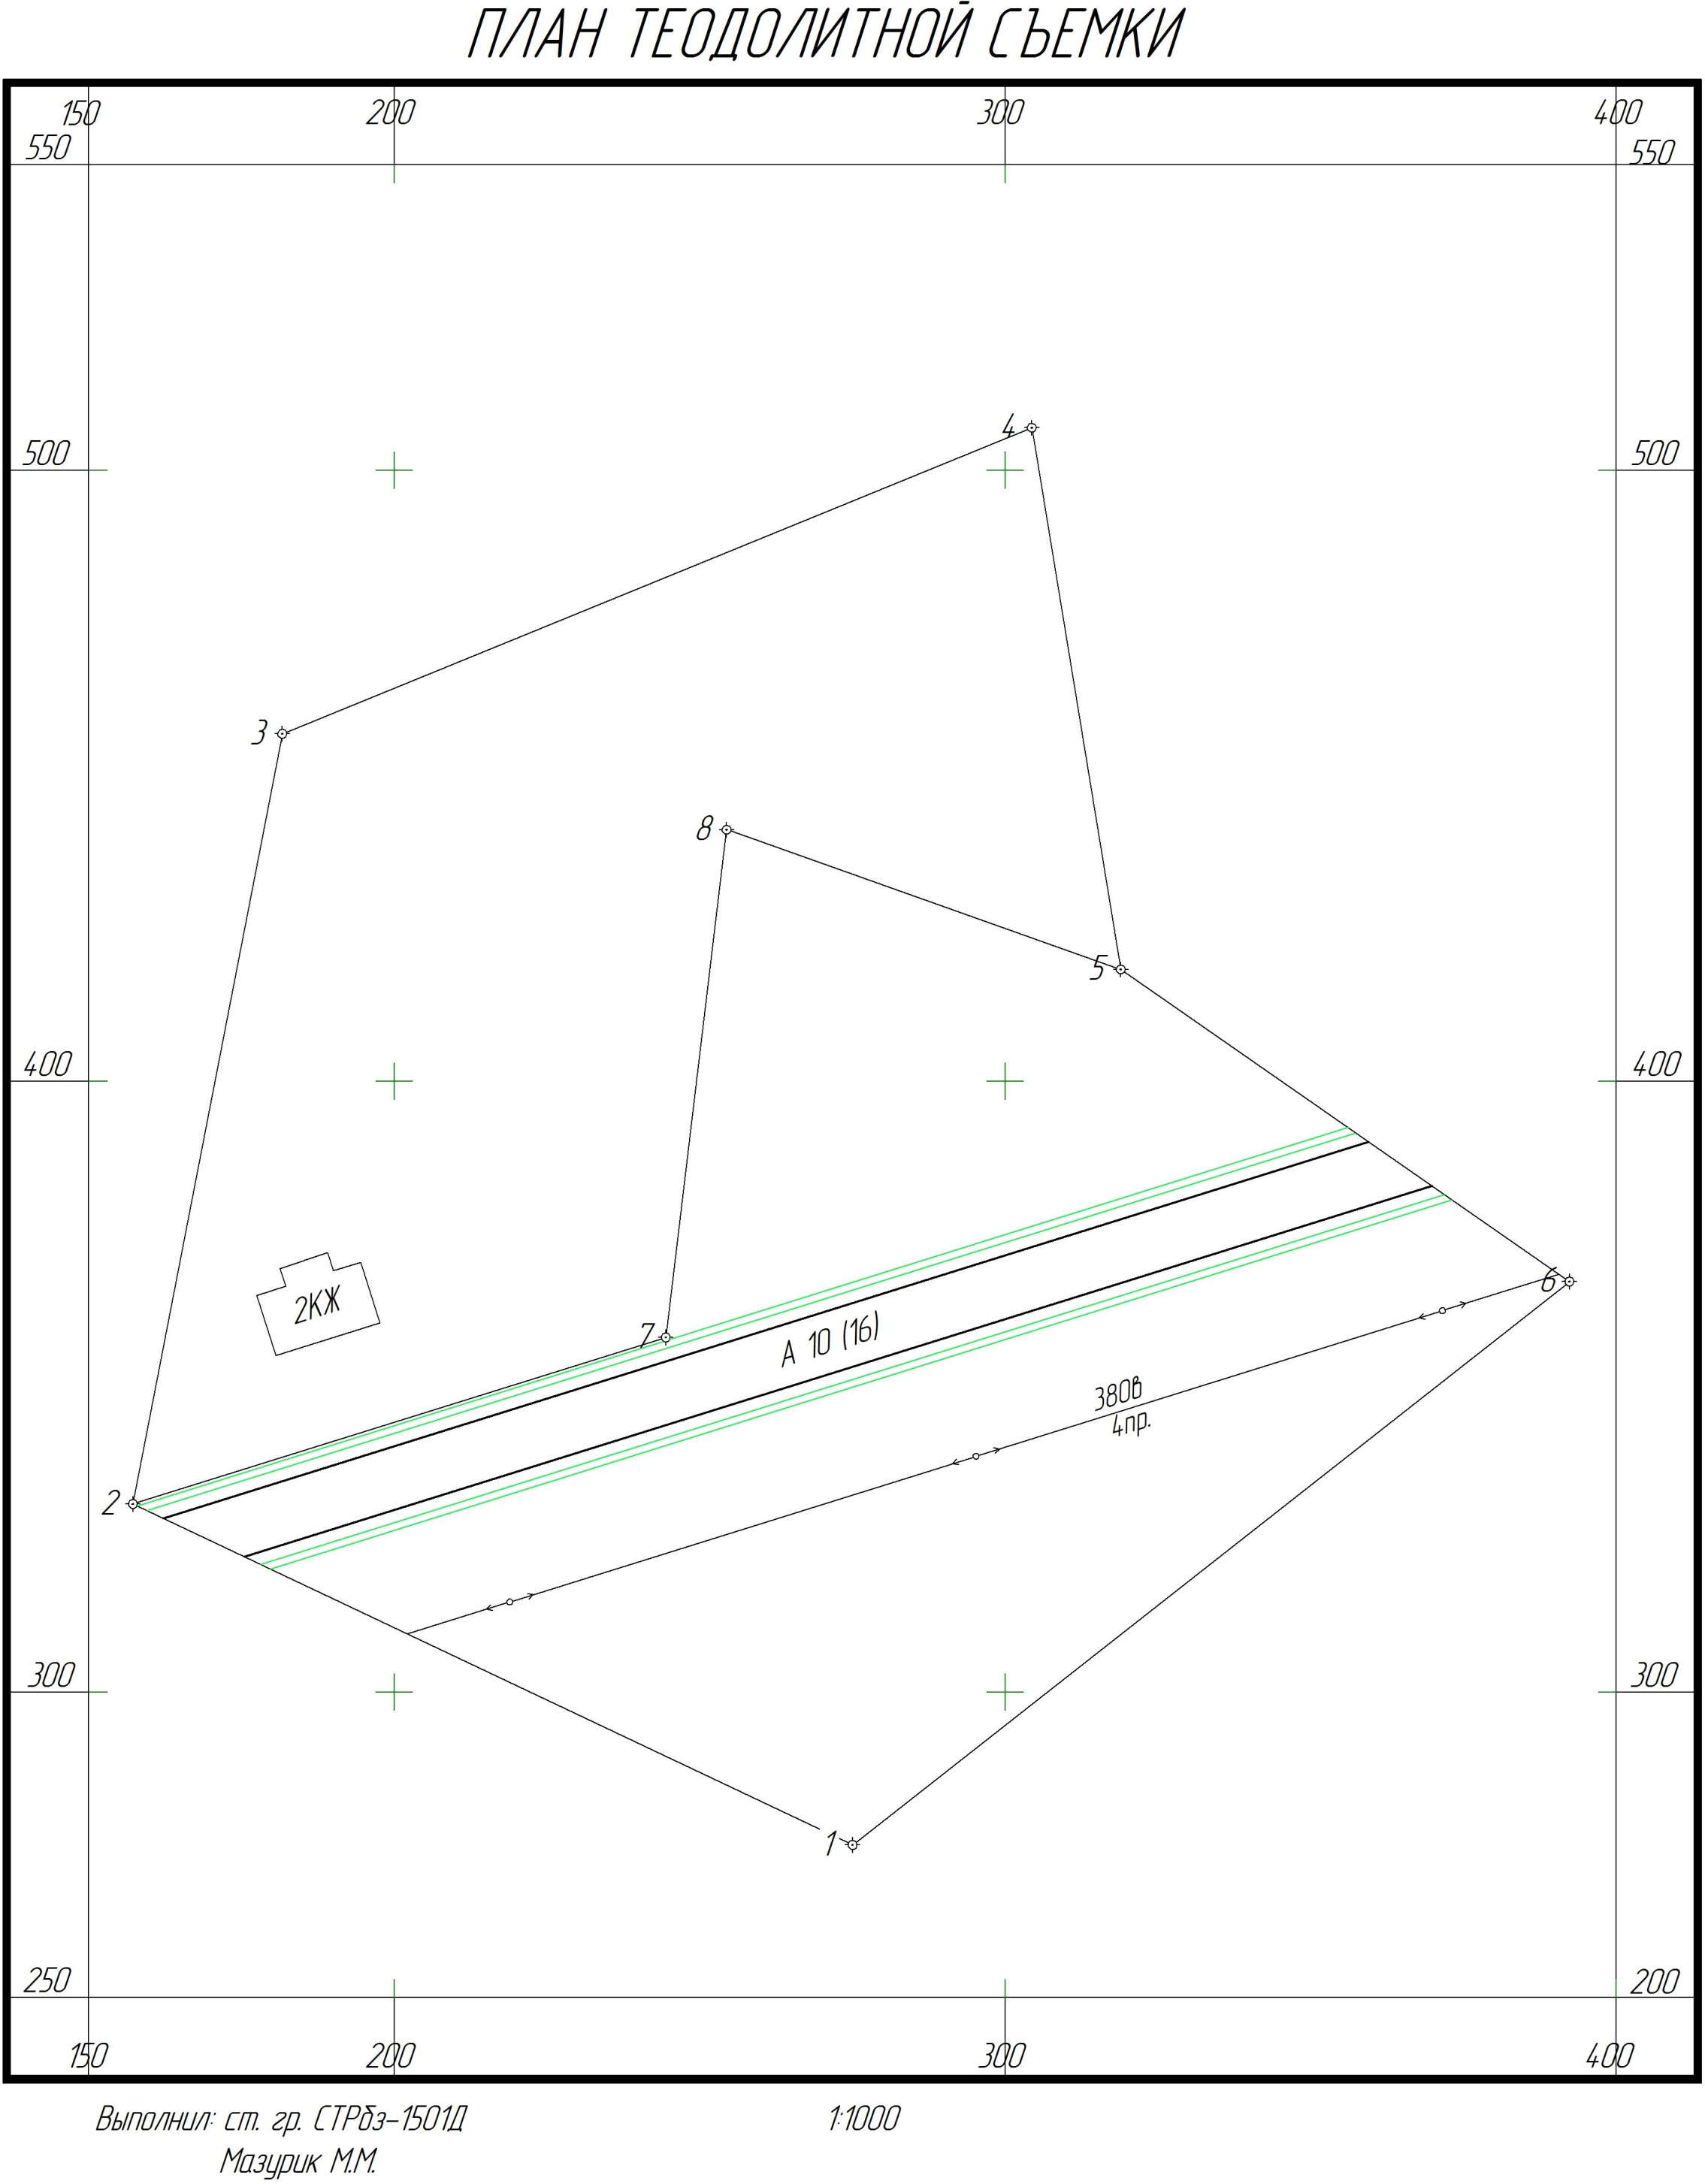 ПЛАН ТЕОДОЛИТНОЙ СЪЕМКИ
150 200 300 400
550 550
4
500 500
3
8
5
400 400
6
2КЖ
7
А 10 (16)
380в
4пр.
2
300 300
1
250 200
150 200 300 400
Выполнил: ст. гр. СТРбз-1501Д 1:1000
Мазурик М.М.